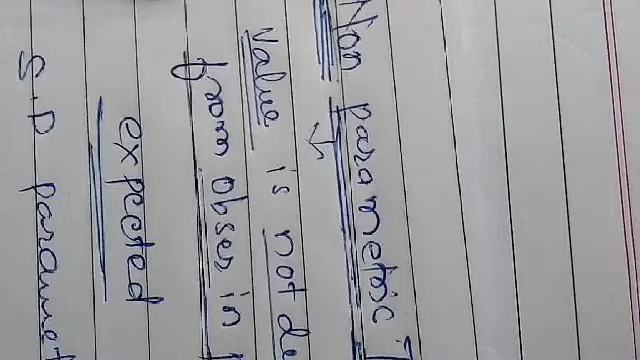 Non parametric T
Value is not de
from obser in
expected
S.D paramet